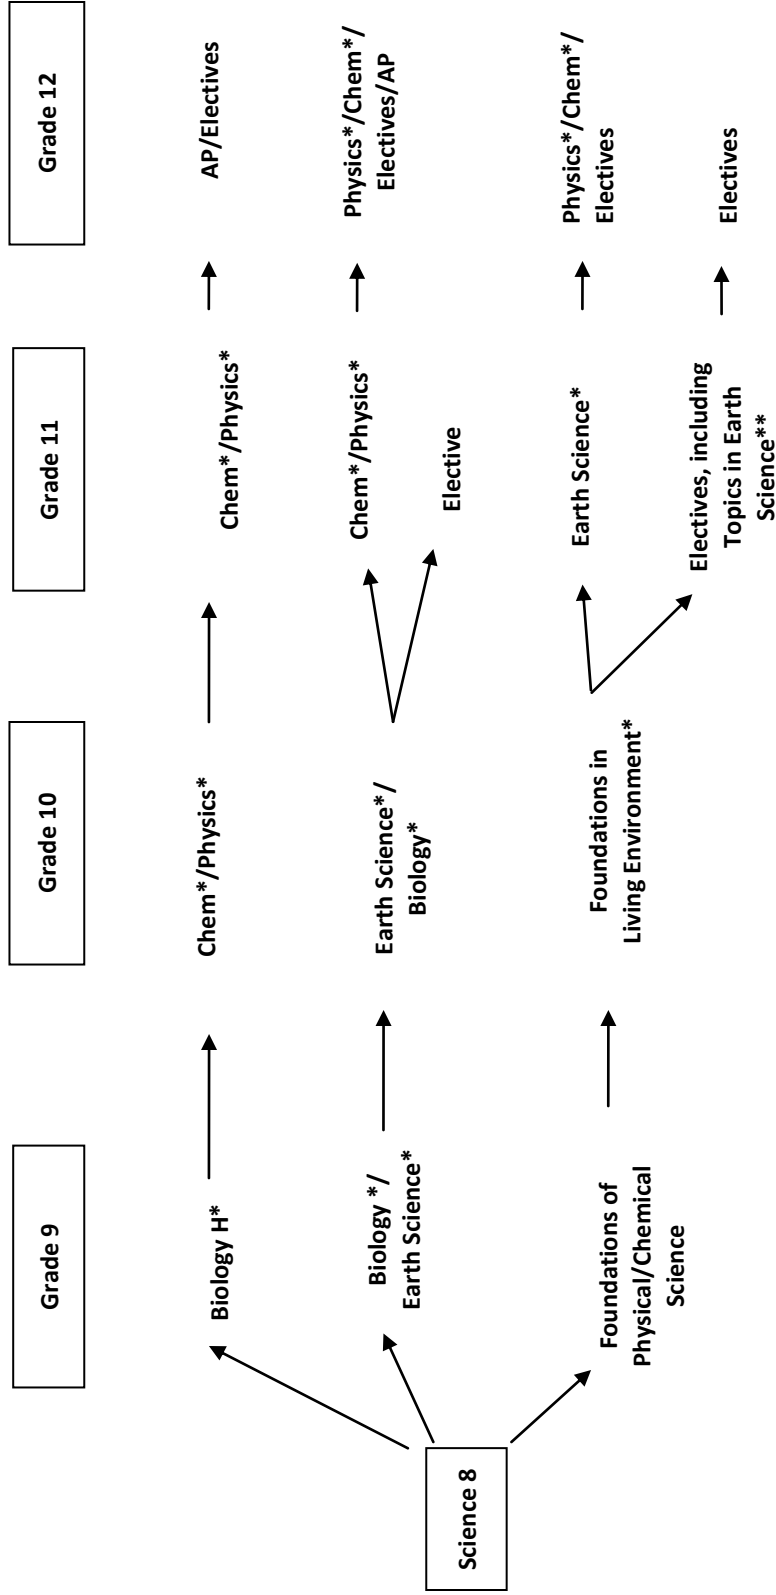 Grade 9
Grade 10
Grade 11
Grade 12
Science 8
Biology H*
Chem*/Physics*
Chem*/Physics*
AP/Electives
Biology */
Earth Science*
Earth Science*/
Biology*
Chem*/Physics*
Elective
Physics*/Chem*/
Electives/AP
Foundations of
Physical/Chemical
Science
Foundations in
Living Environment*
Earth Science*
Physics*/Chem*/
Electives
Electives, including
Topics in Earth
Science**
Electives